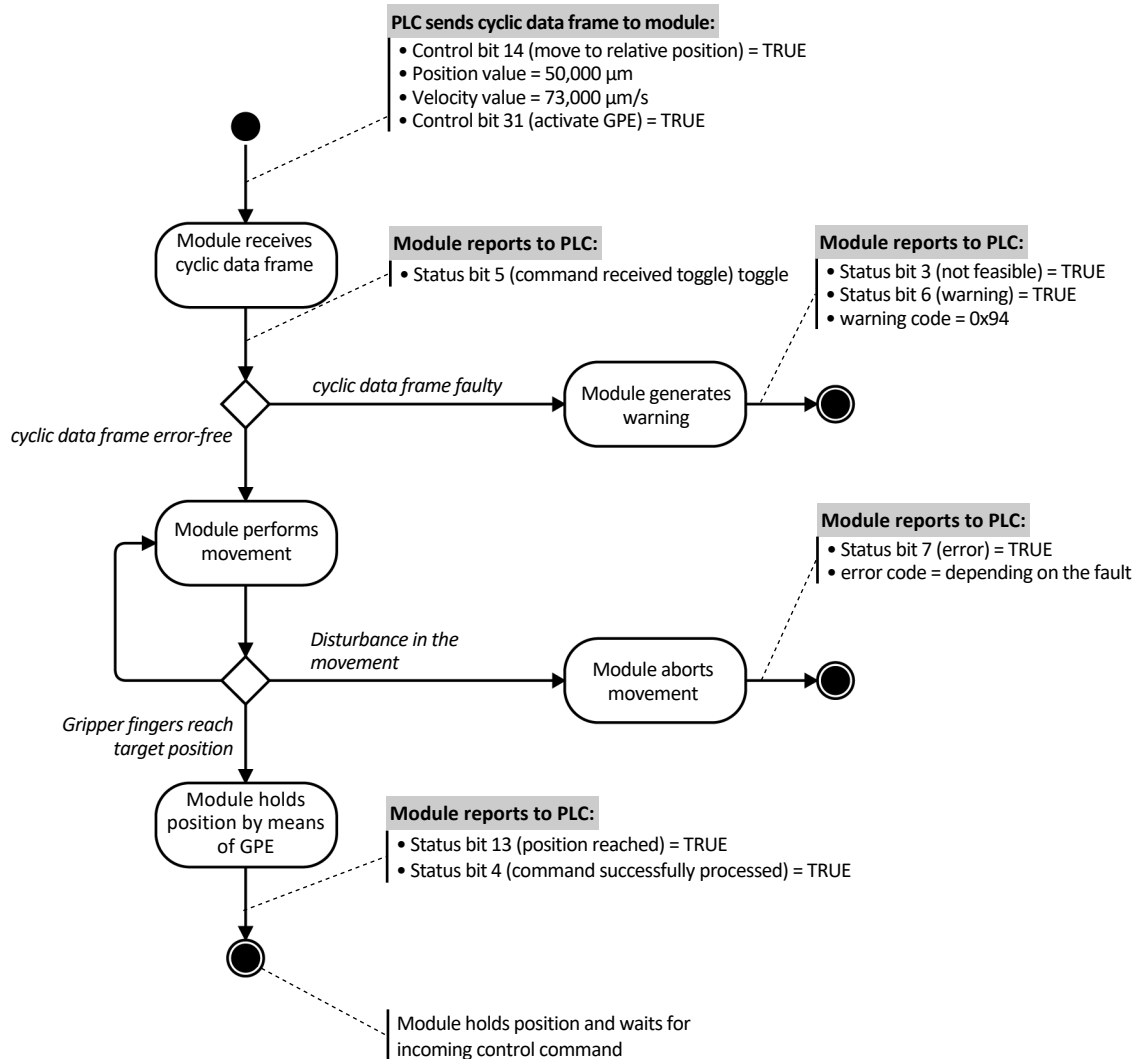 PLC sends cyclic data frame to module:
• Control bit 14 (move to relative position) = TRUE
• Position value = 50,000 µm
• Velocity value = 73,000 µm/s
• Control bit 31 (activate GPE) = TRUE
Module receives
cyclic data frame
Module reports to PLC:
• Status bit 5 (command received toggle) toggle
Module reports to PLC:
• Status bit 3 (not feasible) = TRUE
• Status bit 6 (warning) = TRUE
• warning code = 0x94
cyclic data frame faulty
Module generates
warning
cyclic data frame error-free
Module performs
movement
Module reports to PLC:
• Status bit 7 (error) = TRUE
• error code = depending on the fault
Disturbance in the
movement
Module aborts
movement
Gripper fingers reach
target position
Module holds
position by means
of GPE
Module reports to PLC:
• Status bit 13 (position reached) = TRUE
• Status bit 4 (command successfully processed) = TRUE
Module holds position and waits for
incoming control command